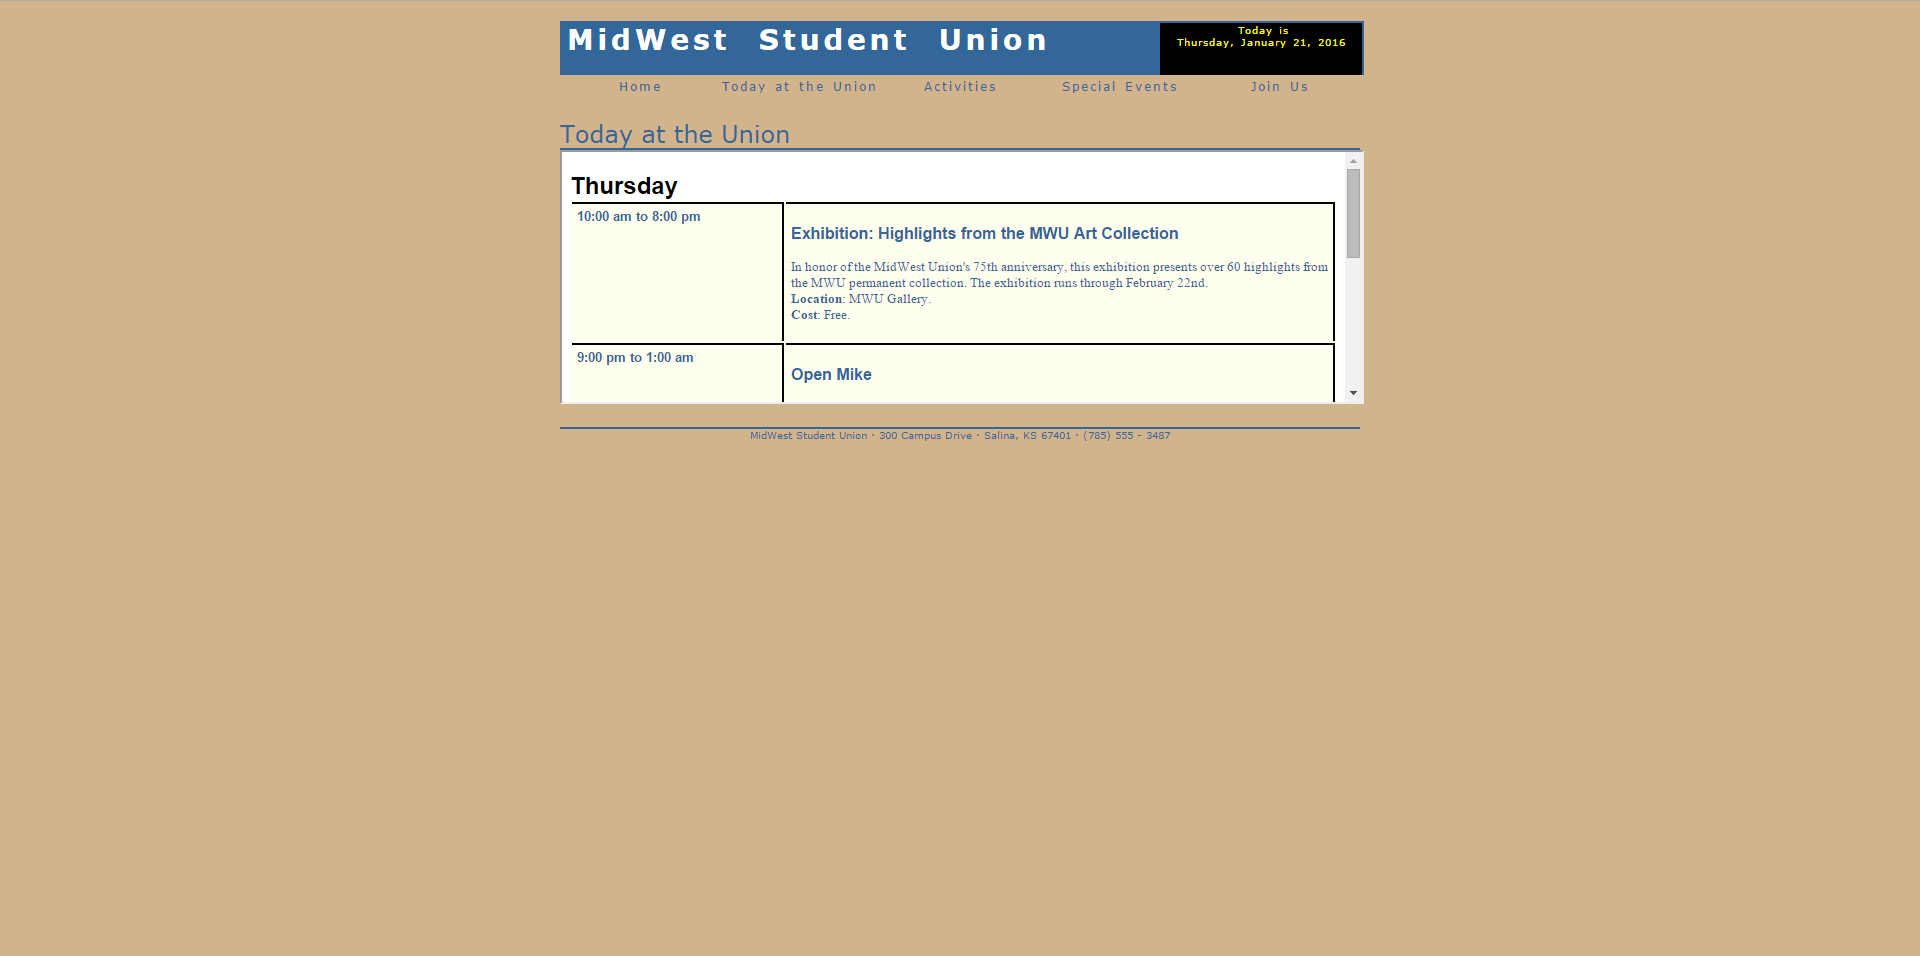 MidWest Student Union
Today is
Thursday, January 21, 2016
Home Today at the Union Activities Special Events Join Us
Today at the Union
Thursday
10:00 am to 8:00 pm
Exhibition: Highlights from the MWU Art Collection
In honor of the MidWest Union's 75th anniversary, this exhibition presents over 60 highlights from
the MWU permanent collection. The exhibition runs through February 22nd.
Location: MWU Gallery.
Cost: Free.
9:00 pm to 1:00 am
Open Mike
MidWest Student Union · 300 Campus Drive · Salina, KS 67401 · (785) 555 - 3487